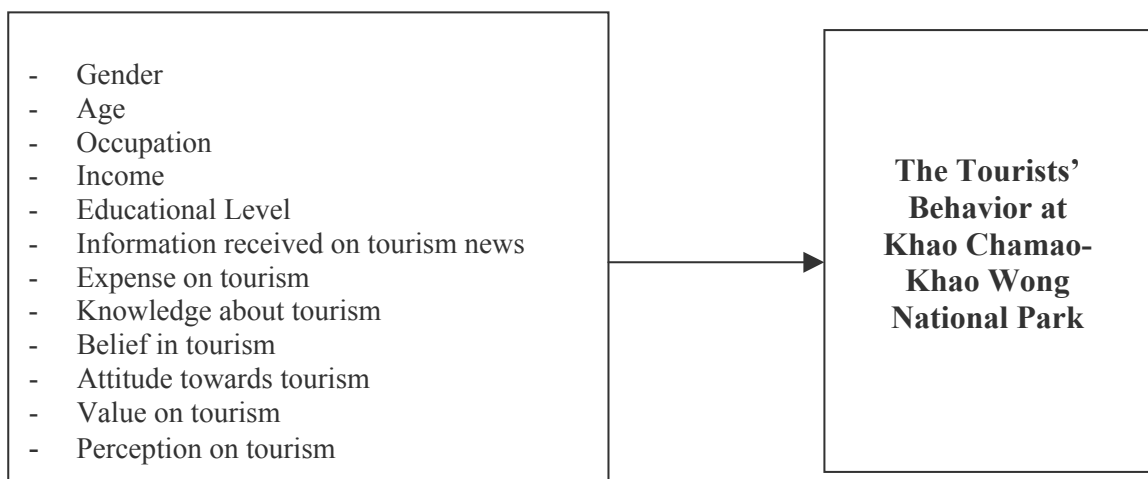 - Gender
- Age
- Occupation
- Income
- Educational Level
- Information received on tourism news
- Expense on tourism
- Knowledge about tourism
- Belief in tourism
- Attitude towards tourism
- Value on tourism
- Perception on tourism
The Tourists’
Behavior at
Khao Chamao-
Khao Wong
National Park